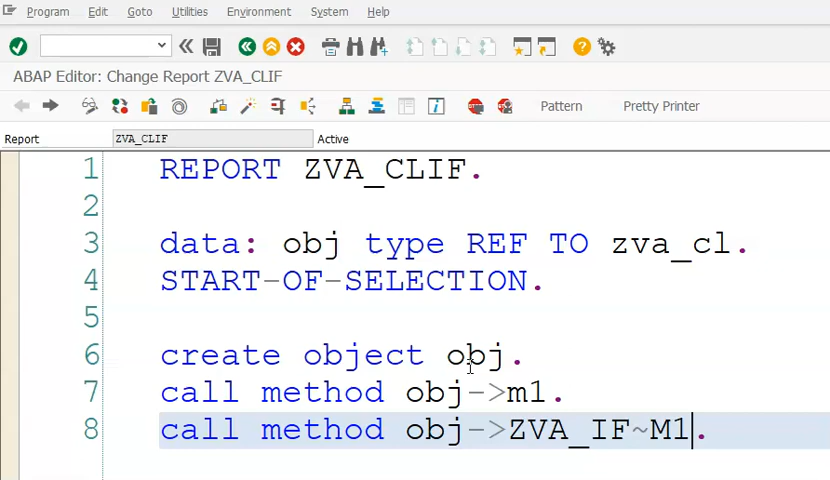 Program Edit Goto Utilities Environment System Help
ABAP Editor: Change Report ZVA_CLIF
Pattern Pretty Printer
Report ZVA_CLIF Active
1 REPORT ZVA_CLIF.
2
3 data: obj type REF TO zva_cl.
4 START-OF-SELECTION.
5
6 create object obj.
7 call method obj->m1.
8 call method obj->ZVA_IF~M1.